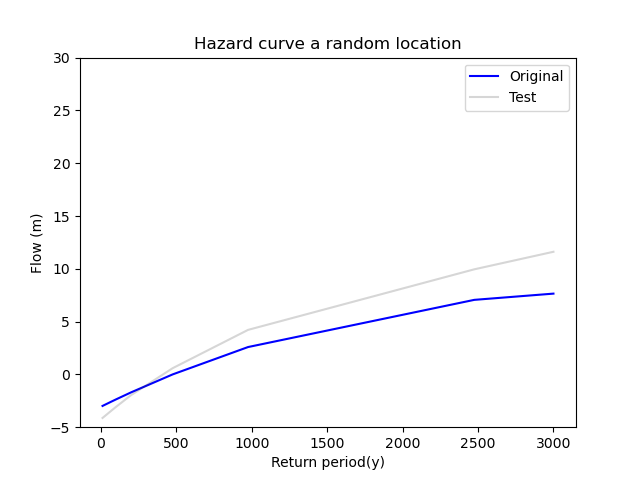 Hazard curve a random location
Original
Test
30
25
20
15
10
5
0
−5
Flow (m)
0 500 1000 1500 2000 2500 3000
Return period(y)